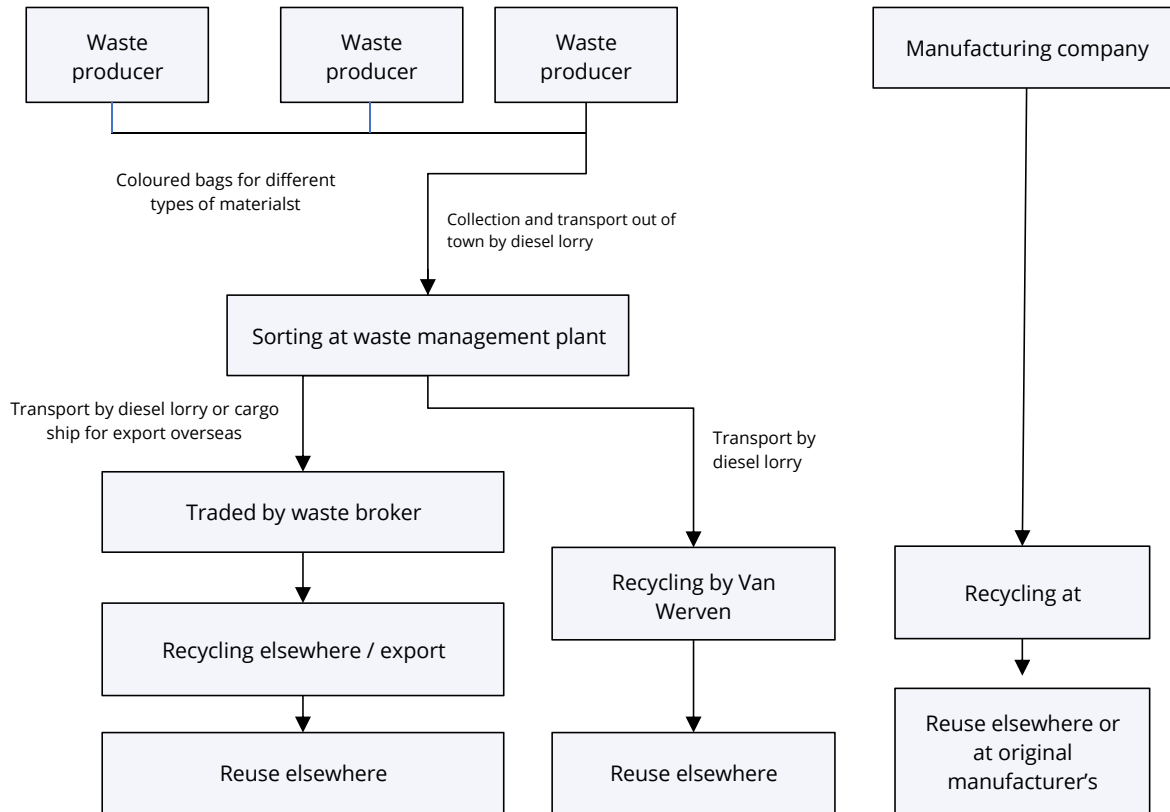 Waste
producer
Waste
producer
Waste
producer
Manufacturing company
Coloured bags for different
types of materialst
Collection and transport out of
town by diesel lorry
Sorting at waste management plant
Transport by diesel lorry or cargo
ship for export overseas
Transport by
diesel lorry
Traded by waste broker
Recycling by Van
Werven
Recycling at
Recycling elsewhere / export
Reuse elsewhere
Reuse elsewhere
Reuse elsewhere or
at original
manufacturer’s